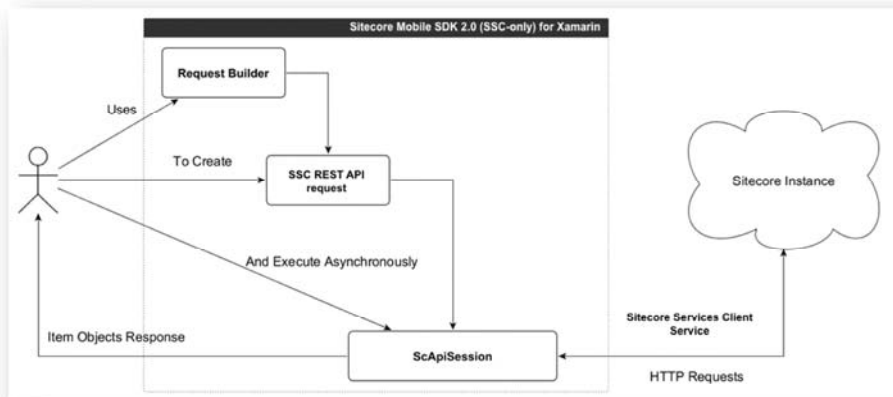 Sitecore Mobile SDK 2.0 (SSC-only) for Xamarin
Request Builder
Uses
To Create
SSC REST API
request
Sitecore Instance
And Execute Asynchronously
Sitecore Services Client
Service
Item Objects Response
ScApiSession
HTTP Requests